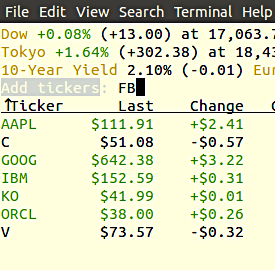 File Edit View Search Terminal Help
Dow +0.08% (+13.00) at 17,063.7
Tokyo +1.64% (+302.38) at 18,43
10-Year Yield 2.10% (-0.01) Eur
Add tickers: FB
↑Ticker Last Change
AAPL $111.91 +$2.41
C $51.08 -$0.57
GOOG $642.38 +$3.22
IBM $152.59 +$0.31
KO $41.99 +$0.01
ORCL $38.00 +$0.26
V $73.57 -$0.32